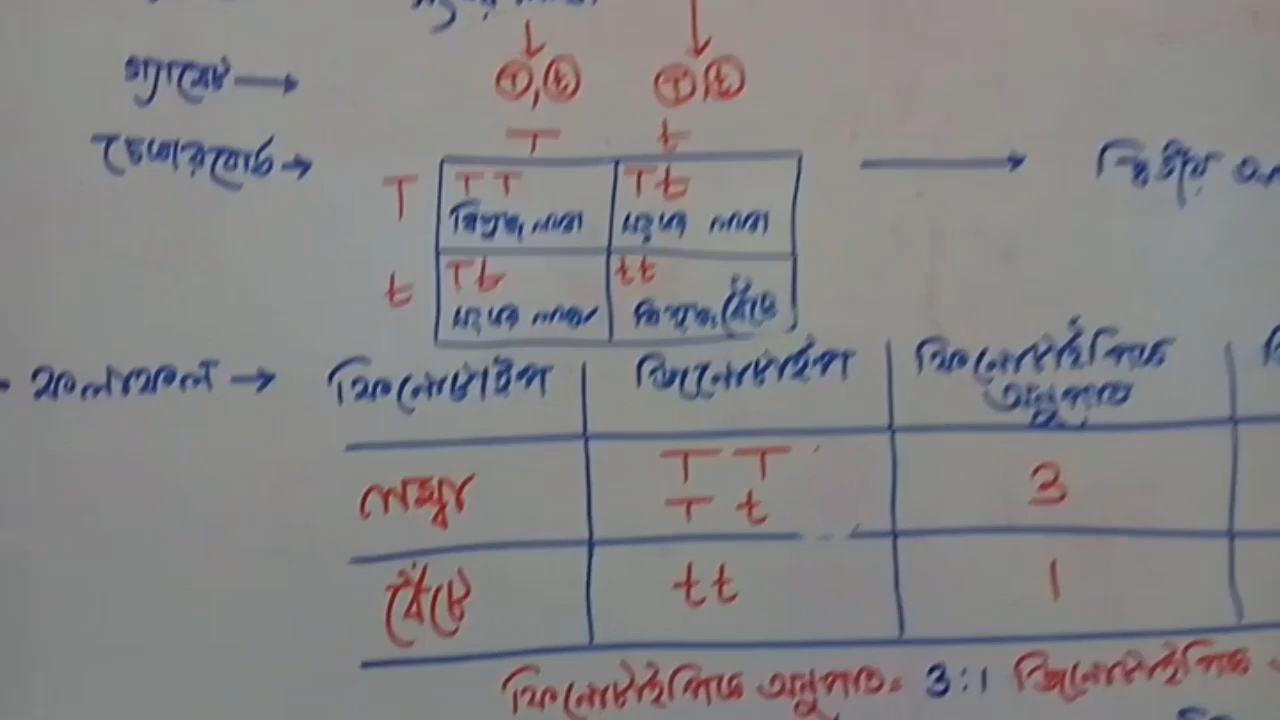 গ্যামেট → T, t T t
চেকারবোর্ড → T t
T TT Tt
বিশুদ্ধ লম্বা সংকর লম্বা
→ দ্বিতীয়
t Tt tt
সংকর লম্বা বিশুদ্ধ বেঁটে
ফলাফল → ফিনোটাইপ জিনোটাইপ ফিনোটাইপিক
অনুপাত
লম্বা TT 3
Tt
বেঁটে tt 1
ফিনোটাইপিক অনুপাত = 3:1 জিনোটাইপিক